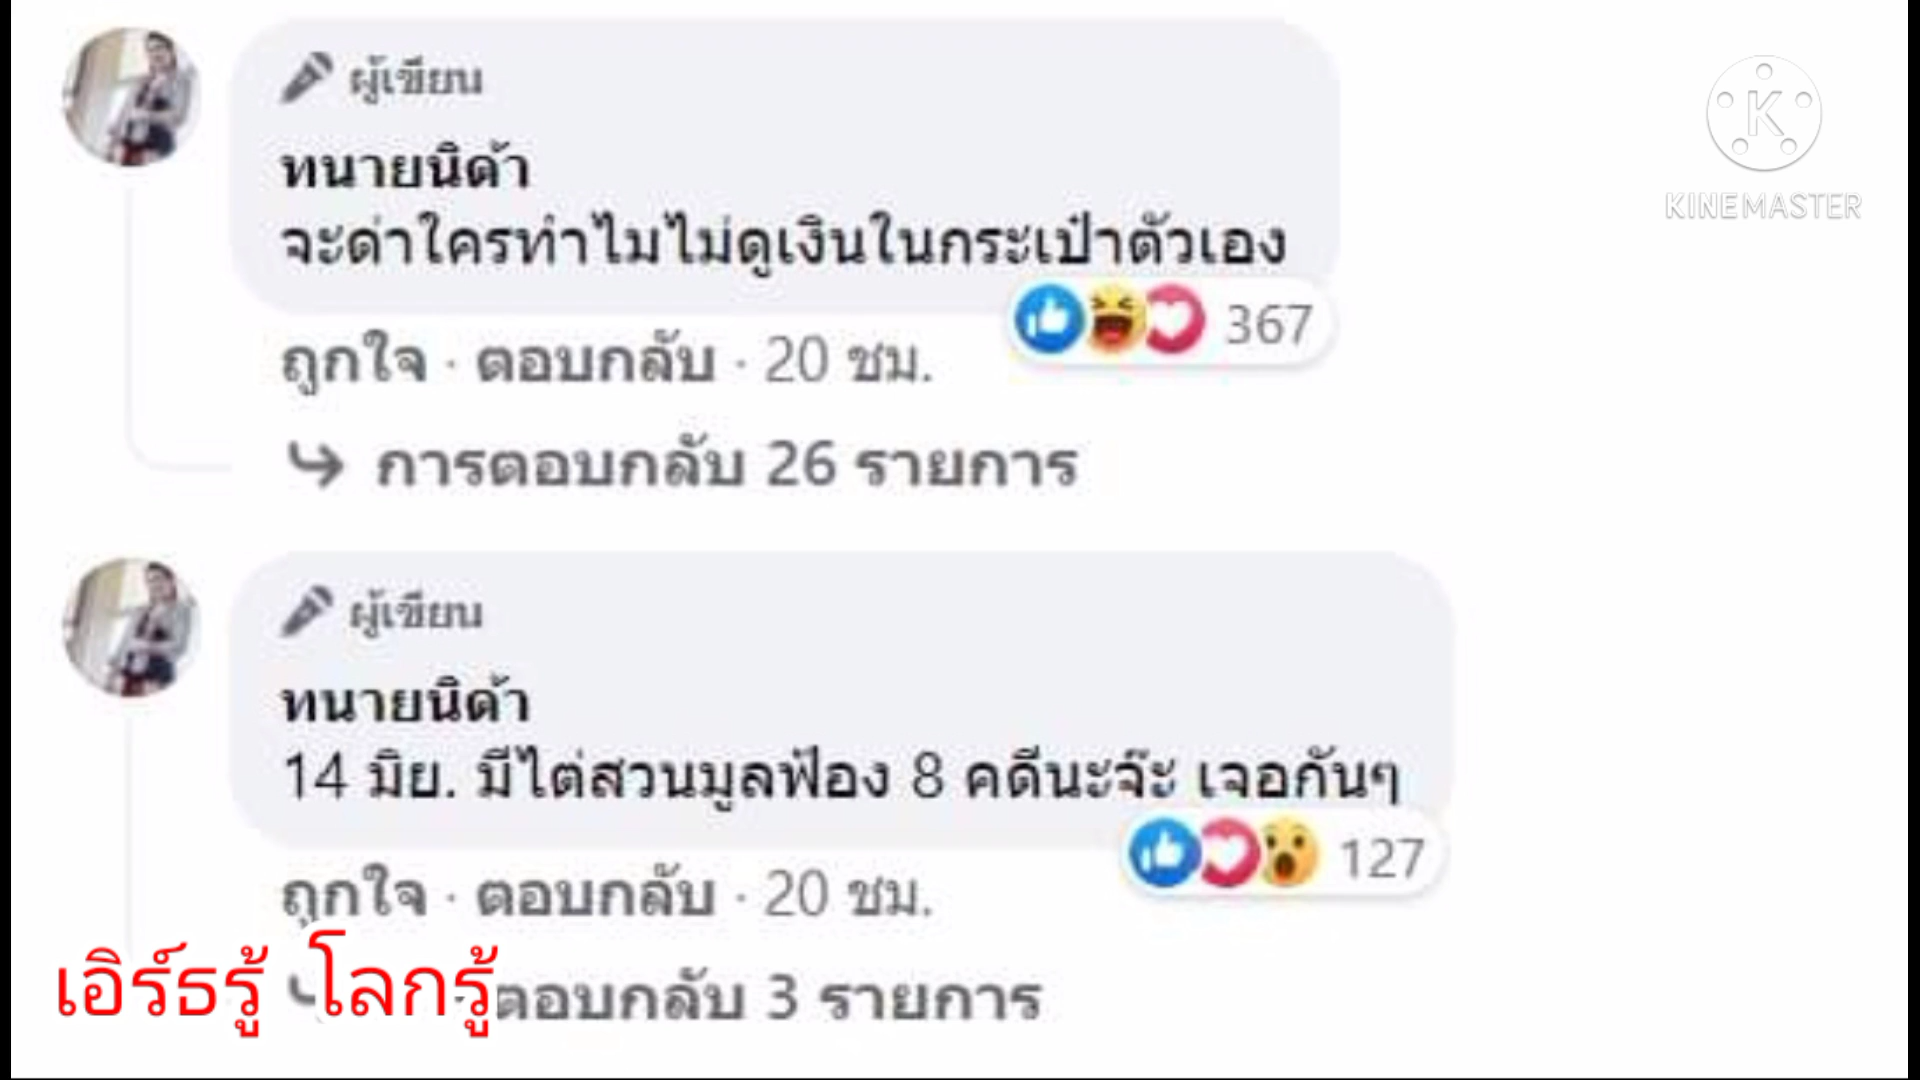 ผู้เขียน
ทนายนิด้า
จะด่าใครทำไมไม่ดูเงินในกระเป๋าตัวเอง
367
ถูกใจ · ตอบกลับ · 20 ชม.
การตอบกลับ 26 รายการ
ผู้เขียน
ทนายนิด้า
14 มิย. มีไต่สวนมูลฟ้อง 8 คดีนะจ๊ะ เจอกันๆ
127
ถูกใจ · ตอบกลับ · 20 ชม.
ตอบกลับ 3 รายการ
เอิร์ธรู้ โลกรู้
K
KINEMASTER